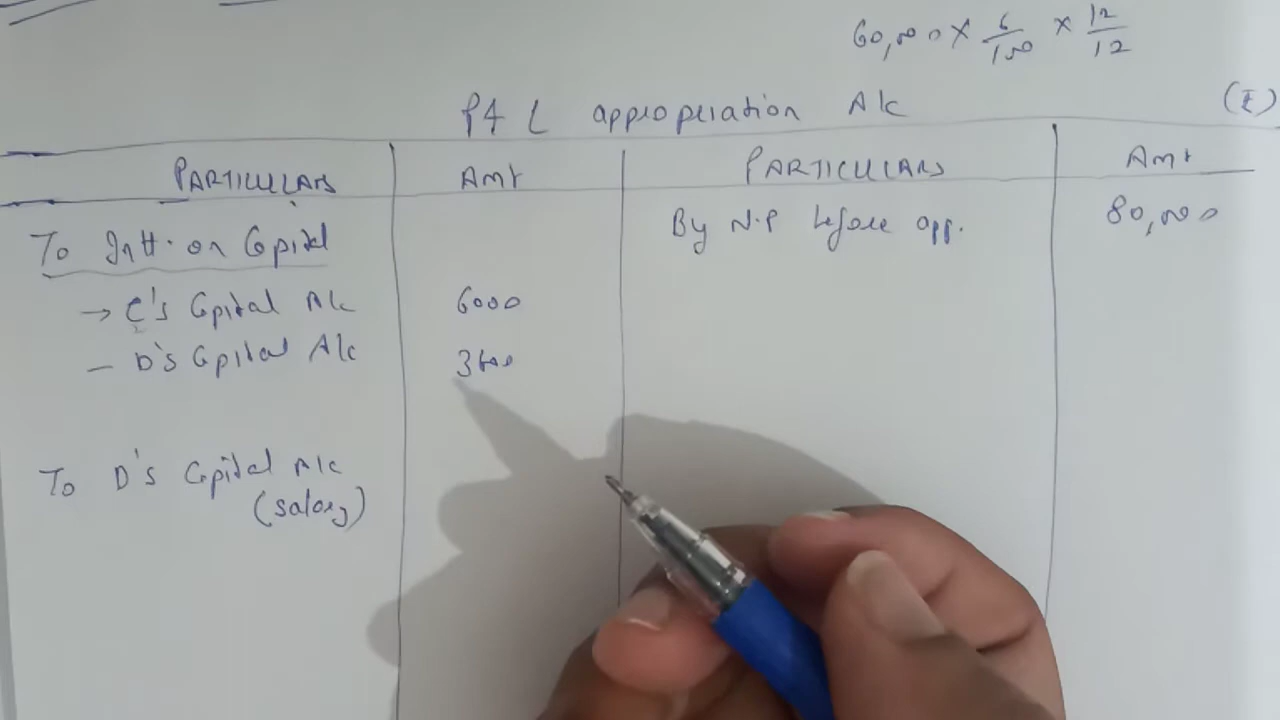 60,000 x 6/100 x 12/12
P&L appropriation A/c (₹)
PARTICULARS Amt PARTICULARS Amt
To Intt. on Capital By N.P before app. 80,000
→ C's Capital A/c 6000
— D's Capital A/c 3600
To D's Capital A/c
(salary)